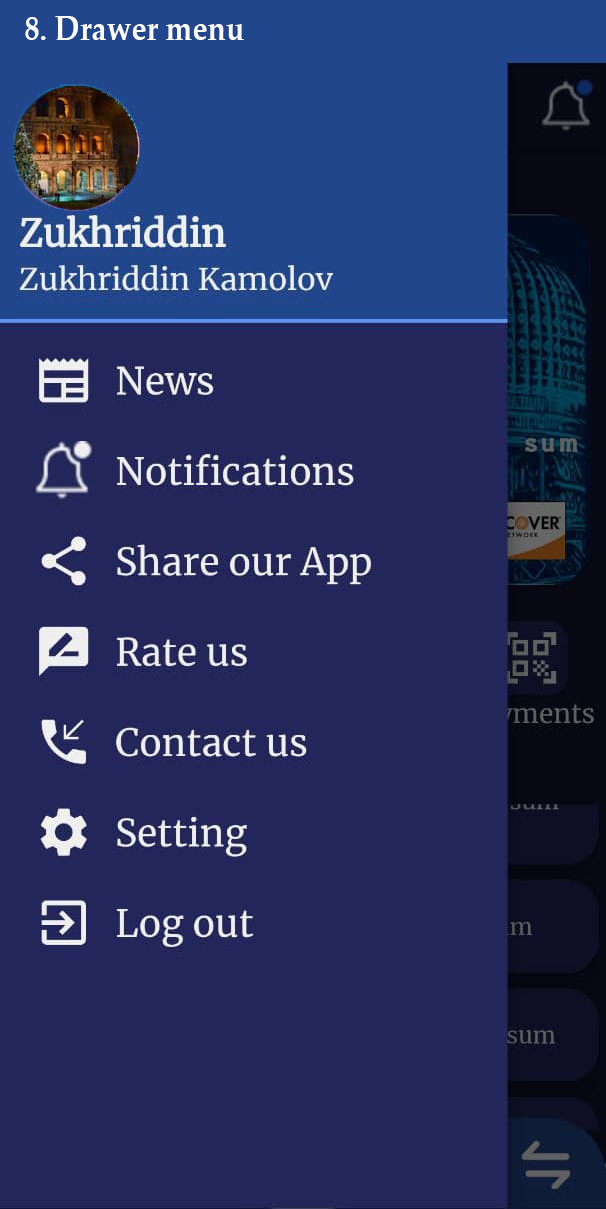 8. Drawer menu
Zukhriddin
Zukhriddin Kamolov
News
Notifications
sum
COVER
ETWORK
Share our App
Rate us
yments
Contact us
sum
Setting
Log out
m
sum